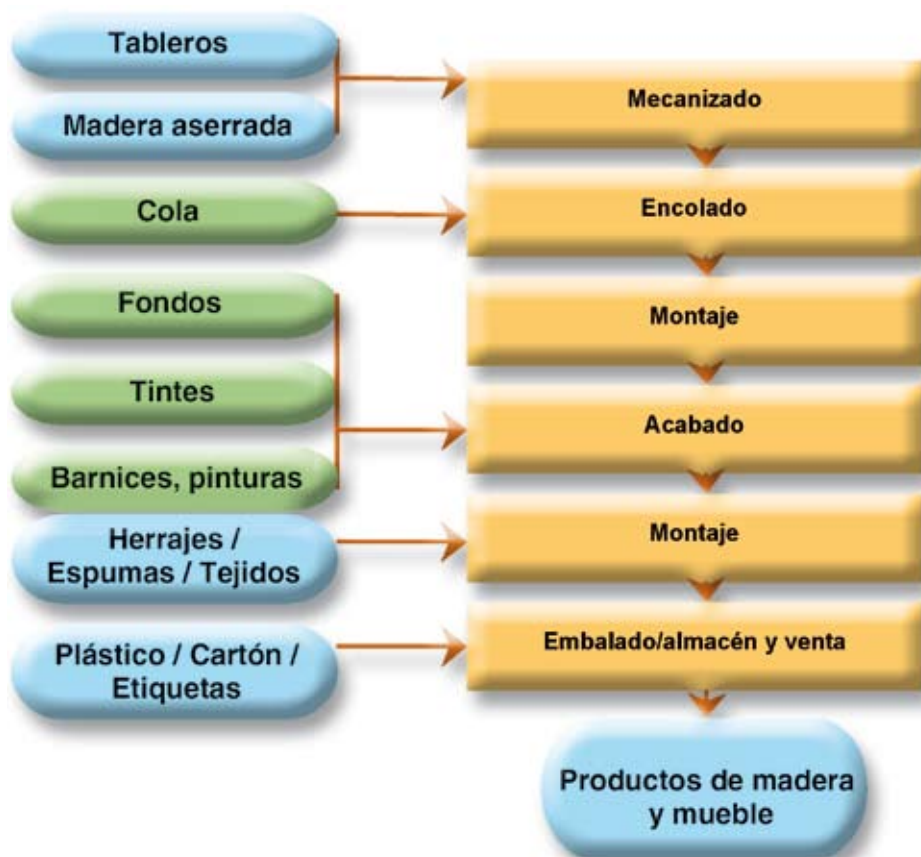 Tableros
Madera aserrada
Mecanizado
Cola
Encolado
Fondos
Montaje
Tintes
Acabado
Barnices, pinturas
Herrajes /
Espumas / Tejidos
Montaje
Plástico / Cartón /
Etiquetas
Embalado/almacén y venta
Productos de madera
y mueble